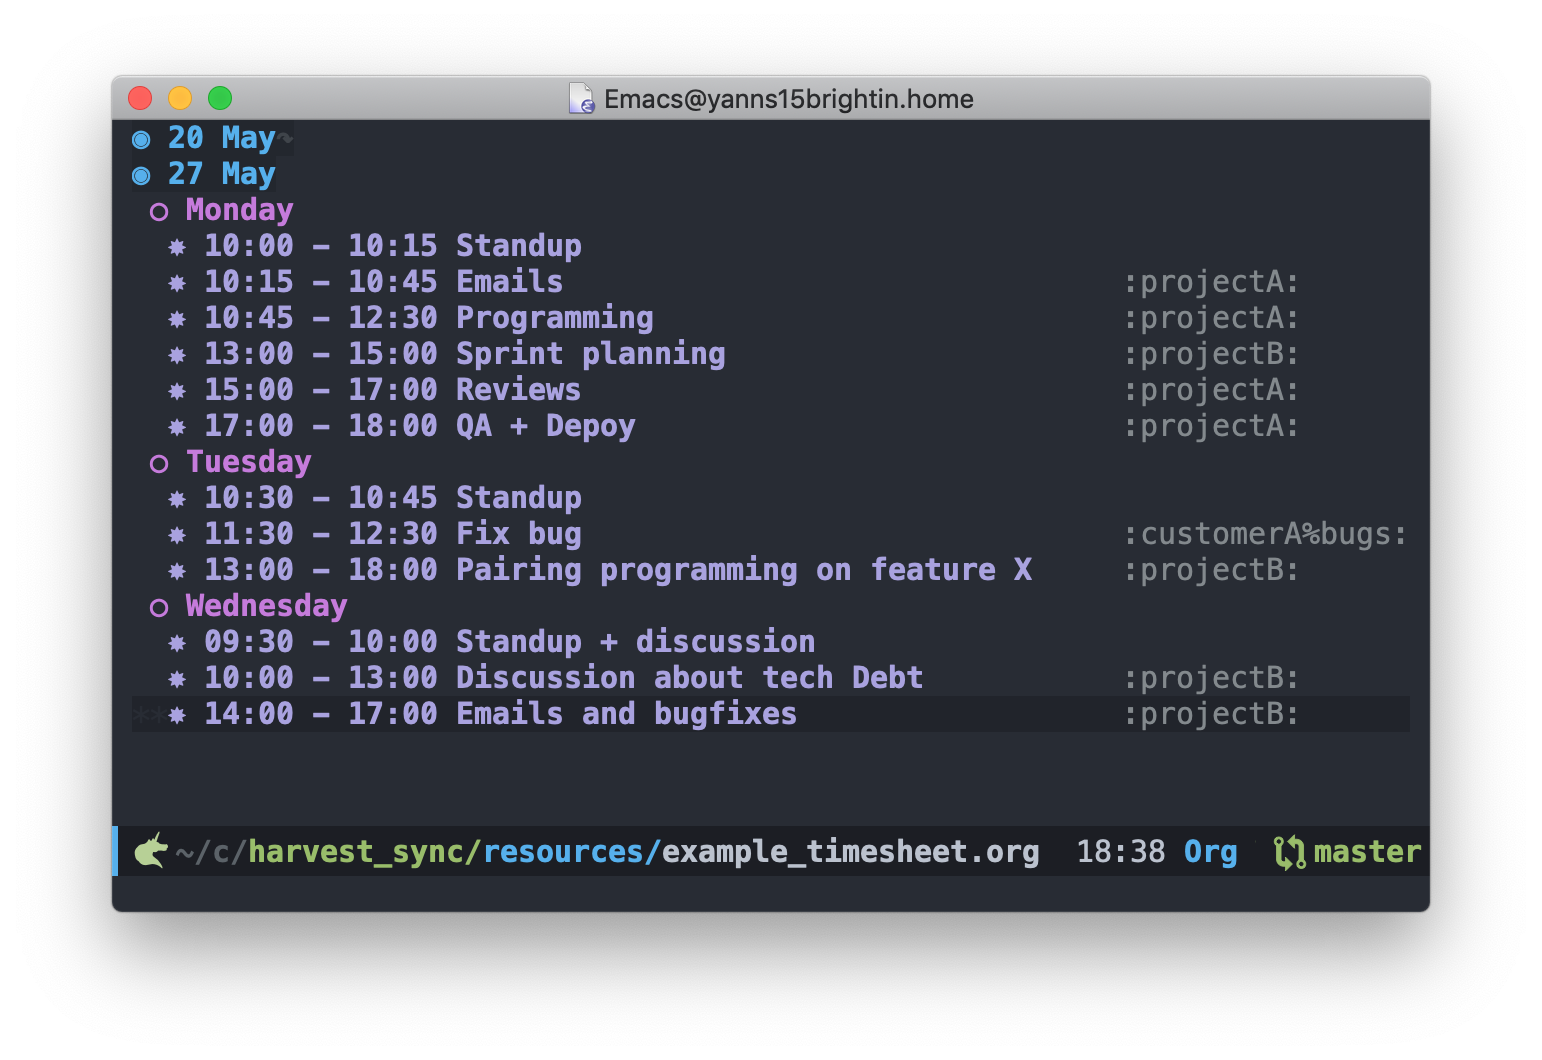 Emacs@yanns15brightin.home
20 May
27 May
Monday
10:00 – 10:15 Standup
10:15 – 10:45 Emails :projectA:
10:45 – 12:30 Programming :projectA:
13:00 – 15:00 Sprint planning :projectB:
15:00 – 17:00 Reviews :projectA:
17:00 – 18:00 QA + Depoy :projectA:
Tuesday
10:30 – 10:45 Standup
11:30 – 12:30 Fix bug :customerA%bugs:
13:00 – 18:00 Pairing programming on feature X :projectB:
Wednesday
09:30 – 10:00 Standup + discussion
10:00 – 13:00 Discussion about tech Debt :projectB:
** 14:00 – 17:00 Emails and bugfixes :projectB:
~/c/harvest_sync/resources/example_timesheet.org 18:38 Org master